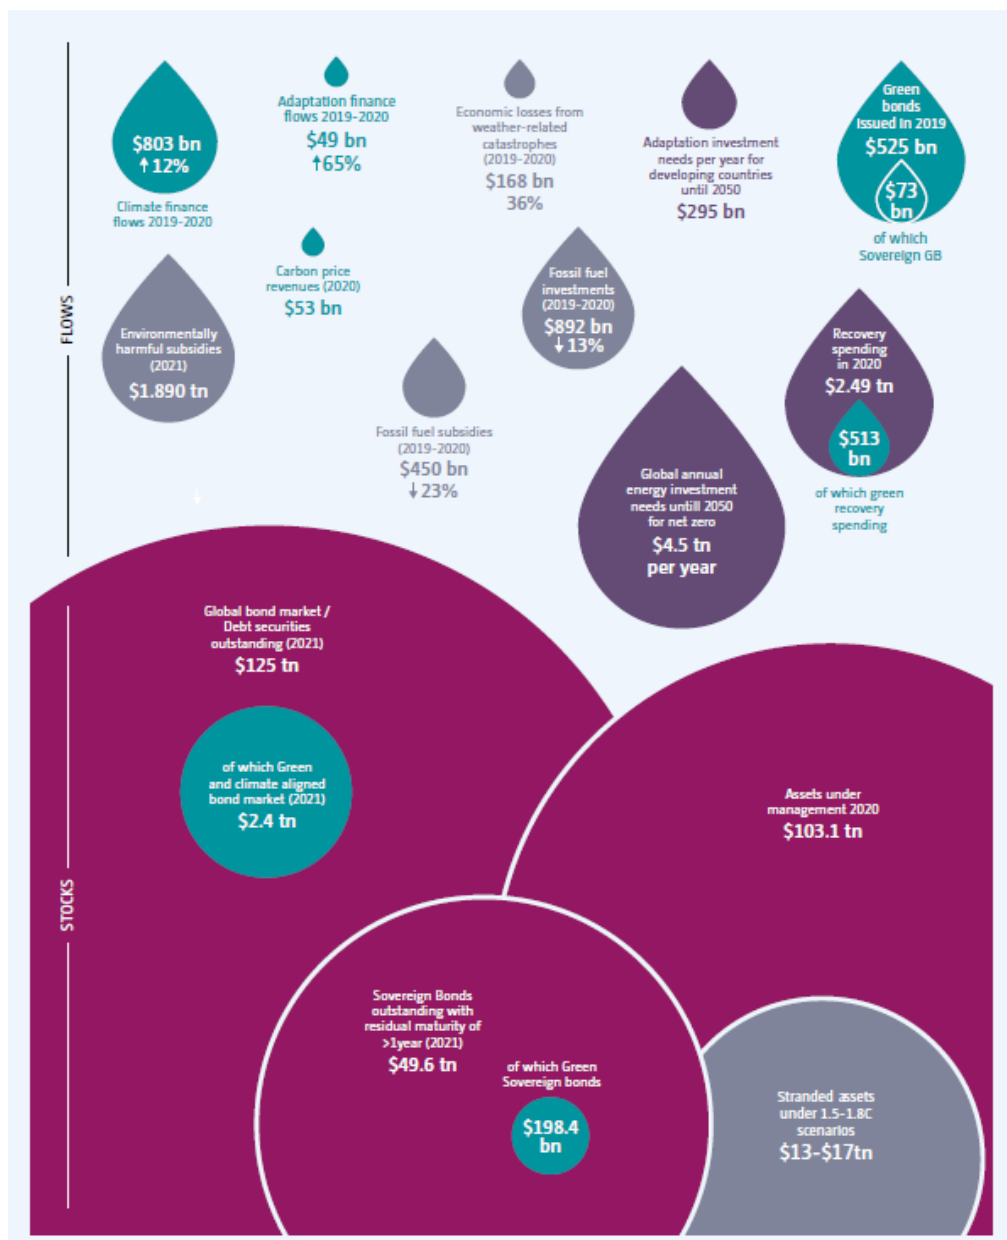 FLOWS
$803 bn
↑12%
Climate finance
flows 2019-2020
Adaptation finance
flows 2019-2020
$49 bn
↑65%
Economic losses from
weather-related
catastrophes
(2019-2020)
$168 bn
36%
Adaptation investment
needs per year for
developing countries
until 2050
$295 bn
Green
bonds
issued in 2019
$525 bn
$73
bn
of which
Sovereign GB
Environmentally
harmful subsidies
(2021)
$1.890 tn
Carbon price
revenues (2020)
$53 bn
Fossil fuel
investments
(2019-2020)
$892 bn
↓13%
Recovery
spending
in 2020
$2.49 tn
$513
bn
of which green
recovery
spending
Fossil fuel subsidies
(2019-2020)
$450 bn
↓23%
Global annual
energy investment
needs untill 2050
for net zero
$4.5 tn
per year
↓
STOCKS
Global bond market /
Debt securities
outstanding (2021)
$125 tn
of which Green
and climate aligned
bond market (2021)
$2.4 tn
Assets under
management 2020
$103.1 tn
Sovereign Bonds
outstanding with
residual maturity of
>1year (2021)
$49.6 tn
of which Green
Sovereign bonds
$198.4
bn
Stranded assets
under 1.5-1.8C
scenarios
$13-$17tn